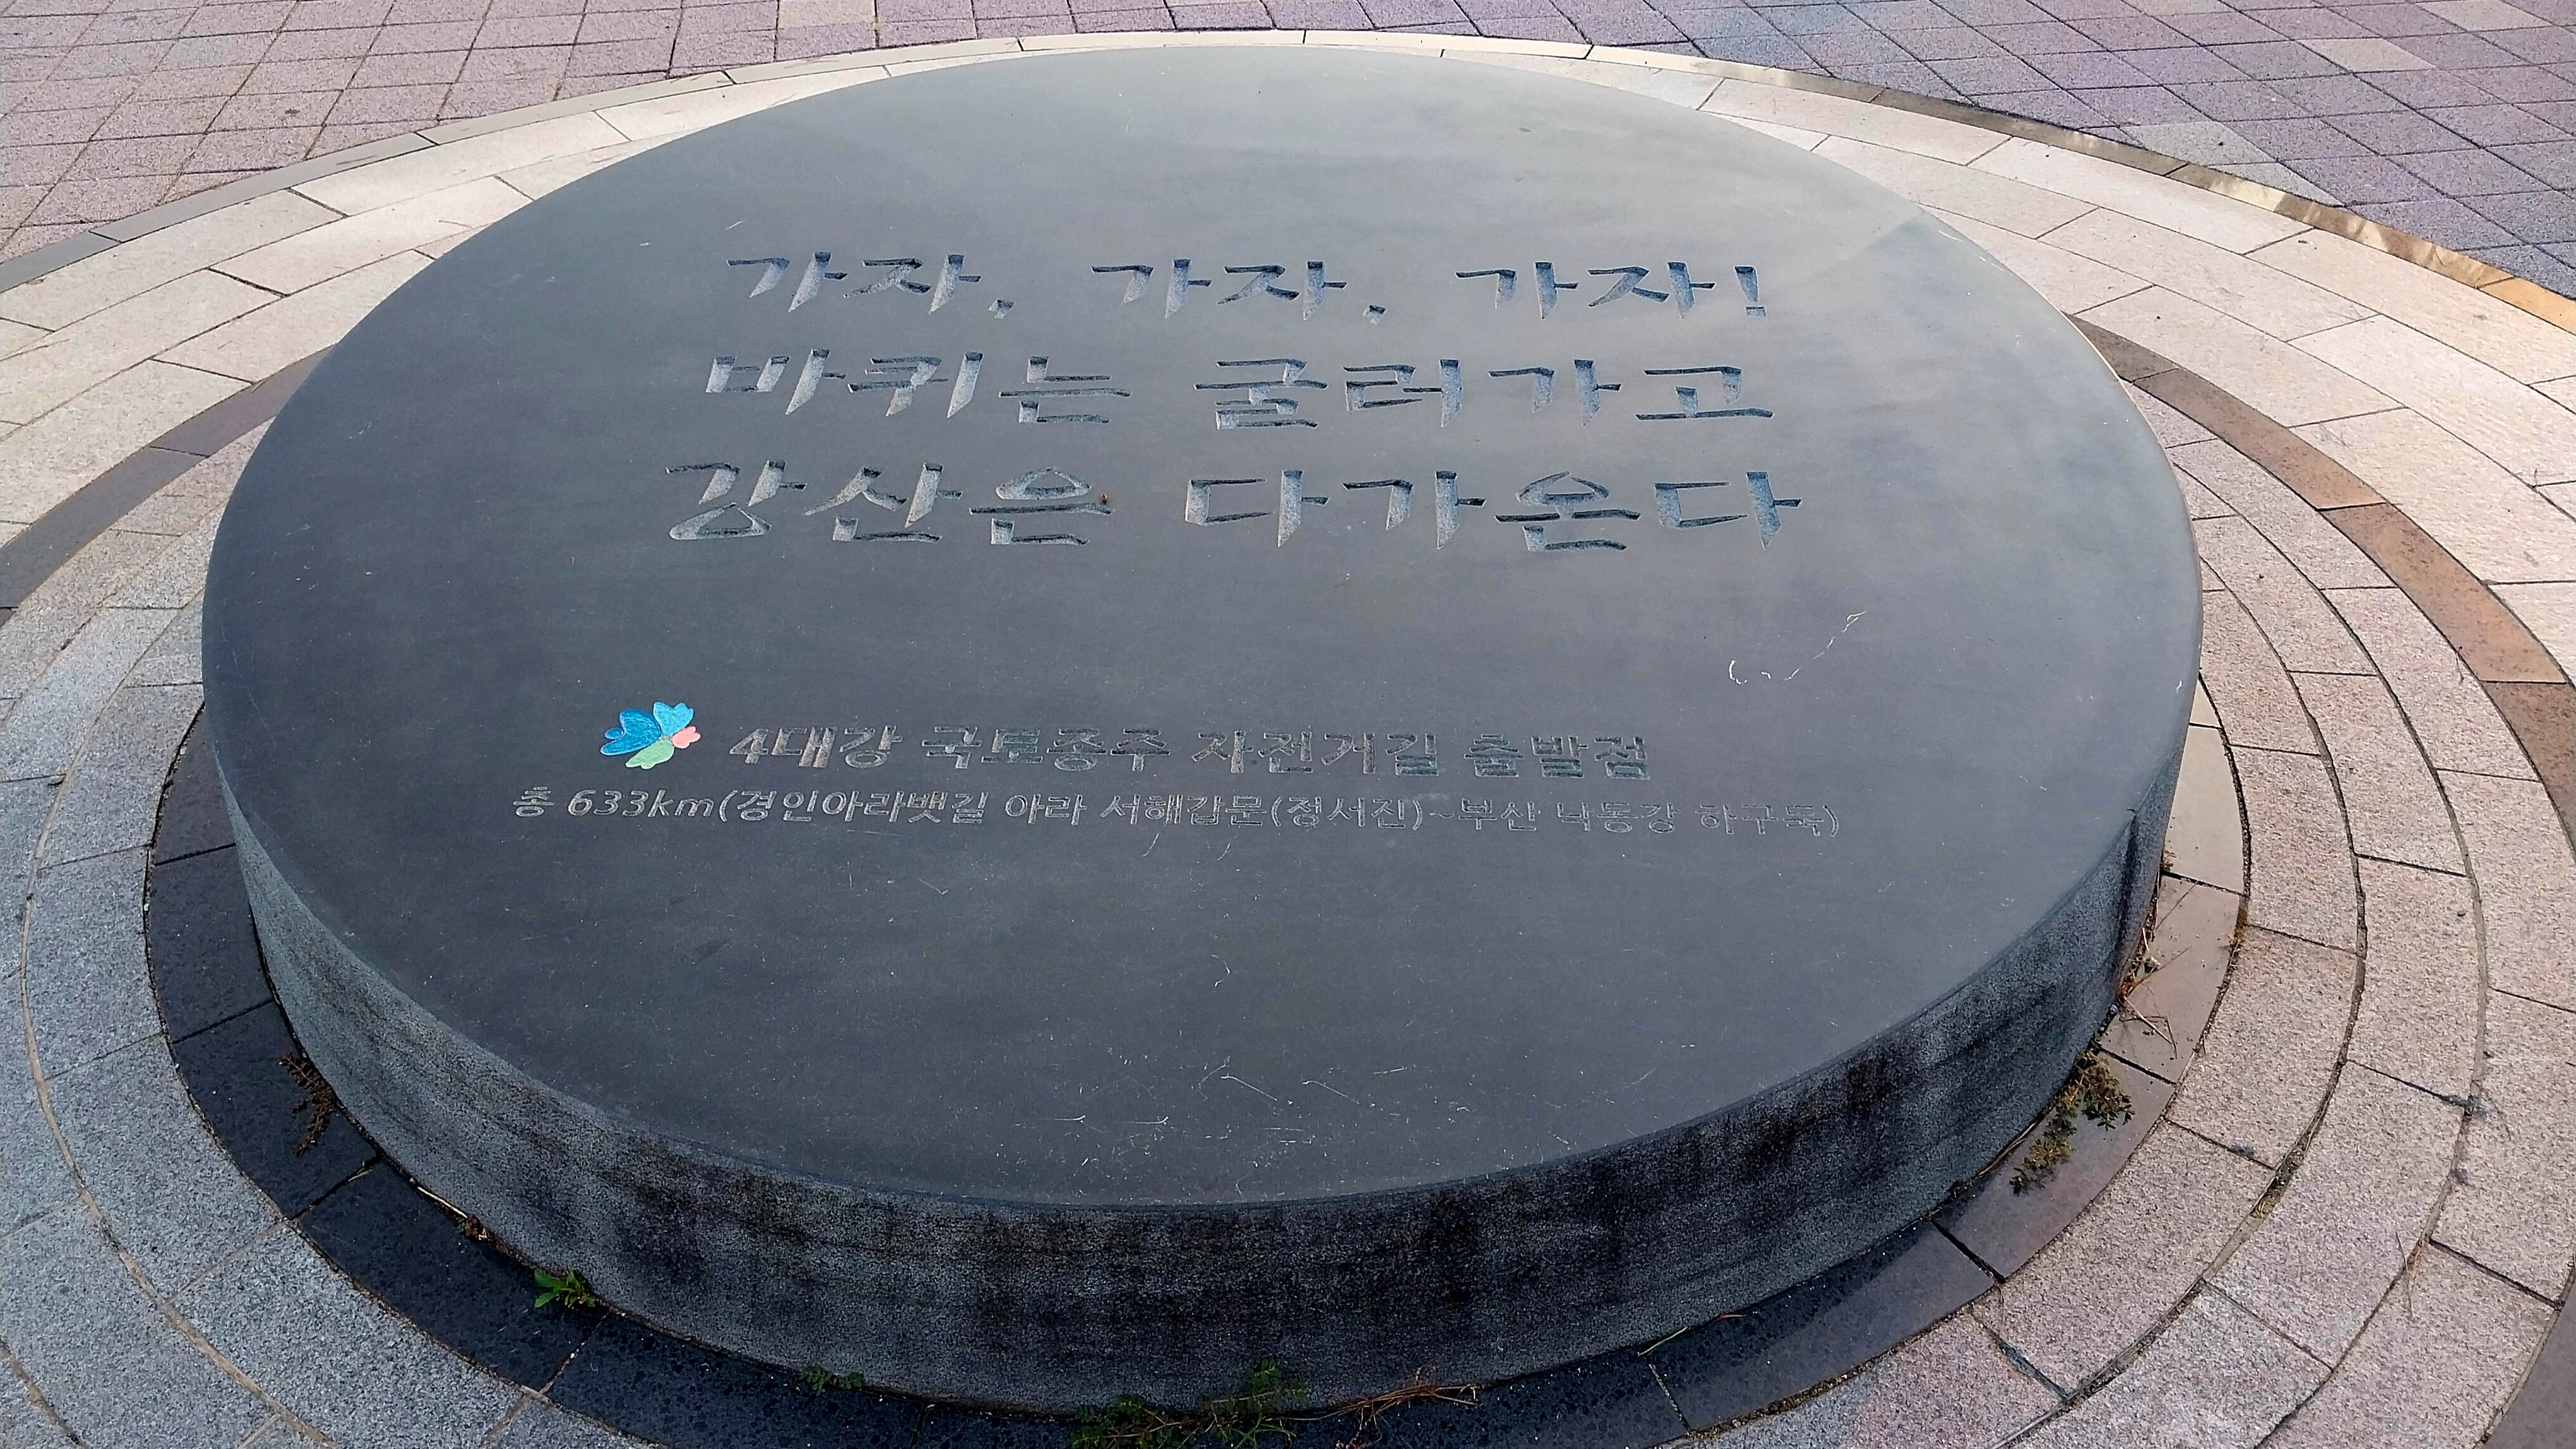 가자, 가자, 가자!
바퀴는 굴러가고
강산은 다가온다
4대강 국토종주 자전거길 출발점
총 633km(경인아라뱃길 아라 서해갑문(정서진)~부산 낙동강 하구둑)